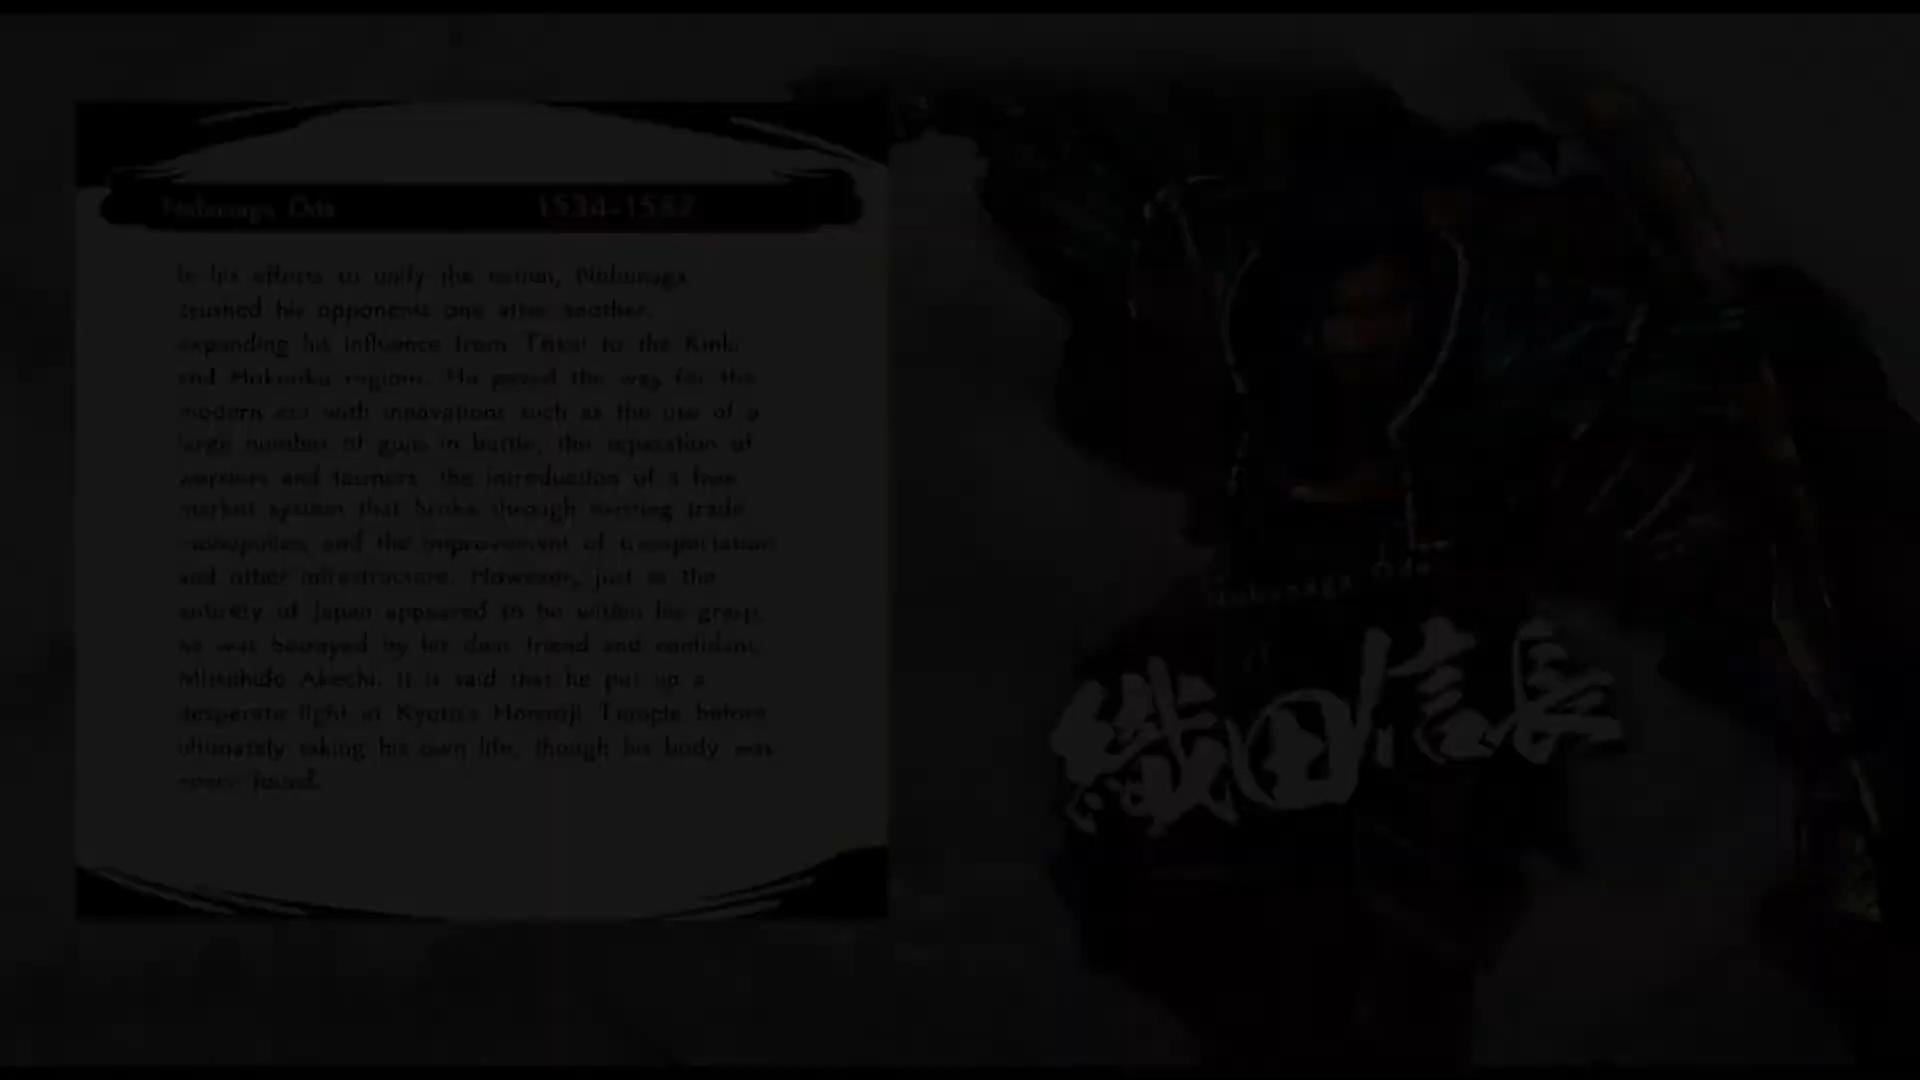 Nobunaga Oda 1534-1582
In his efforts to unify the nation, Nobunaga
crushed his opponents one after another,
expanding his influence from Tokai to the Kinki
and Hokuriku regions. He paved the way for the
modern era with innovations such as the use of a
large number of guns in battle, the separation of
warriors and farmers, the introduction of a free
market system that broke through existing trade
monopolies, and the improvement of transportation
and other infrastructure. However, just as the
entirety of Japan appeared to be within his grasp,
he was betrayed by his dear friend and confidant,
Mitsuhide Akechi. It is said that he put up a
desperate fight at Kyoto's Honnoji Temple before
ultimately taking his own life, though his body was
never found.
Nobunaga Oda
織田信長